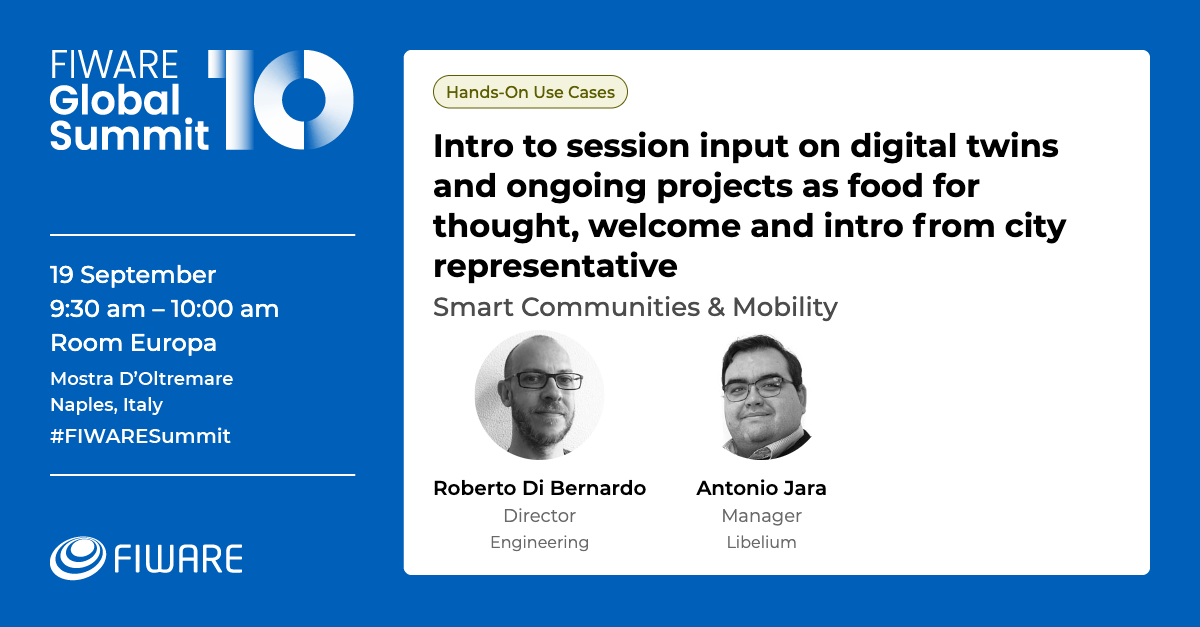 FIWARE
Global
Summit
10
19 September
9:30 am – 10:00 am
Room Europa
Mostra D’Oltremare
Naples, Italy
#FIWARESummit
FIWARE
Hands-On Use Cases
Intro to session input on digital twins
and ongoing projects as food for
thought, welcome and intro from city
representative
Smart Communities & Mobility
Roberto Di Bernardo
Director
Engineering
Antonio Jara
Manager
Libelium